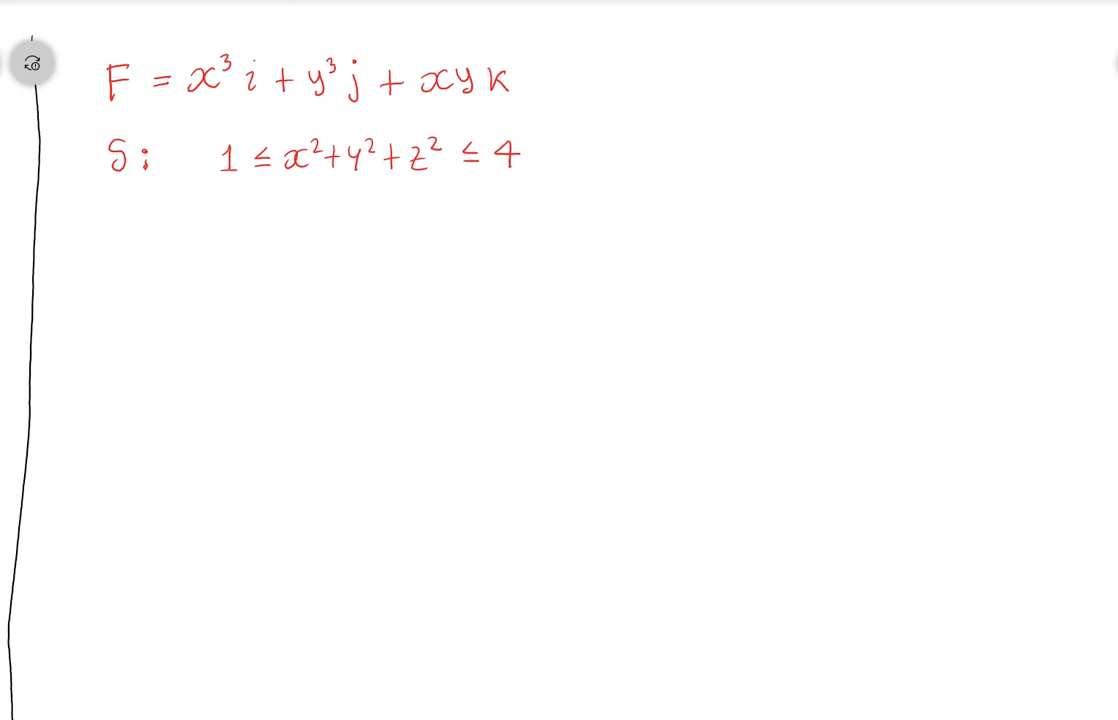 F = x³ i + y³ j + xy k
S: 1 ≤ x²+y²+z² ≤ 4